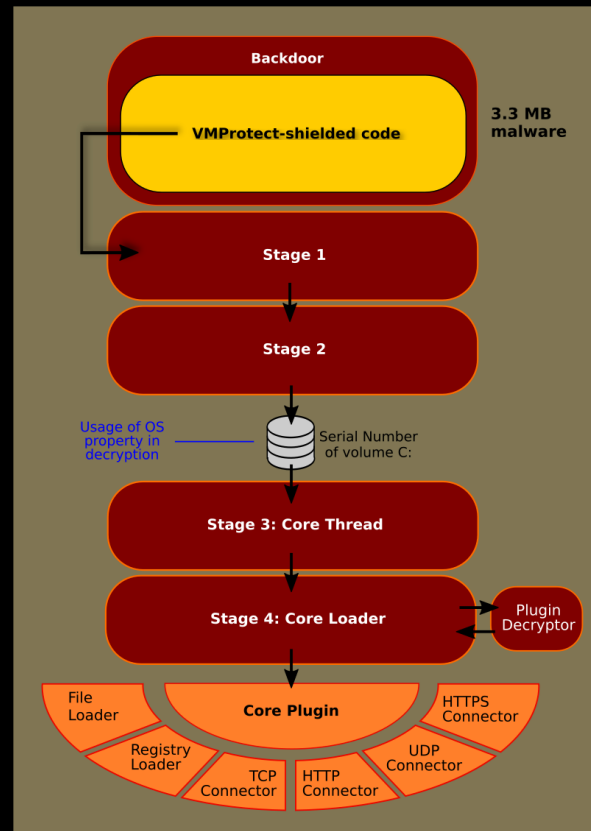 Backdoor
VMProtect-shielded code
3.3 MB
malware
Stage 1
Stage 2
Usage of OS
property in
decryption
Serial Number
of volume C:
Stage 3: Core Thread
Stage 4: Core Loader
Plugin
Decryptor
File
Loader
Registry
Loader
TCP
Connector
Core Plugin
HTTP
Connector
UDP
Connector
HTTPS
Connector